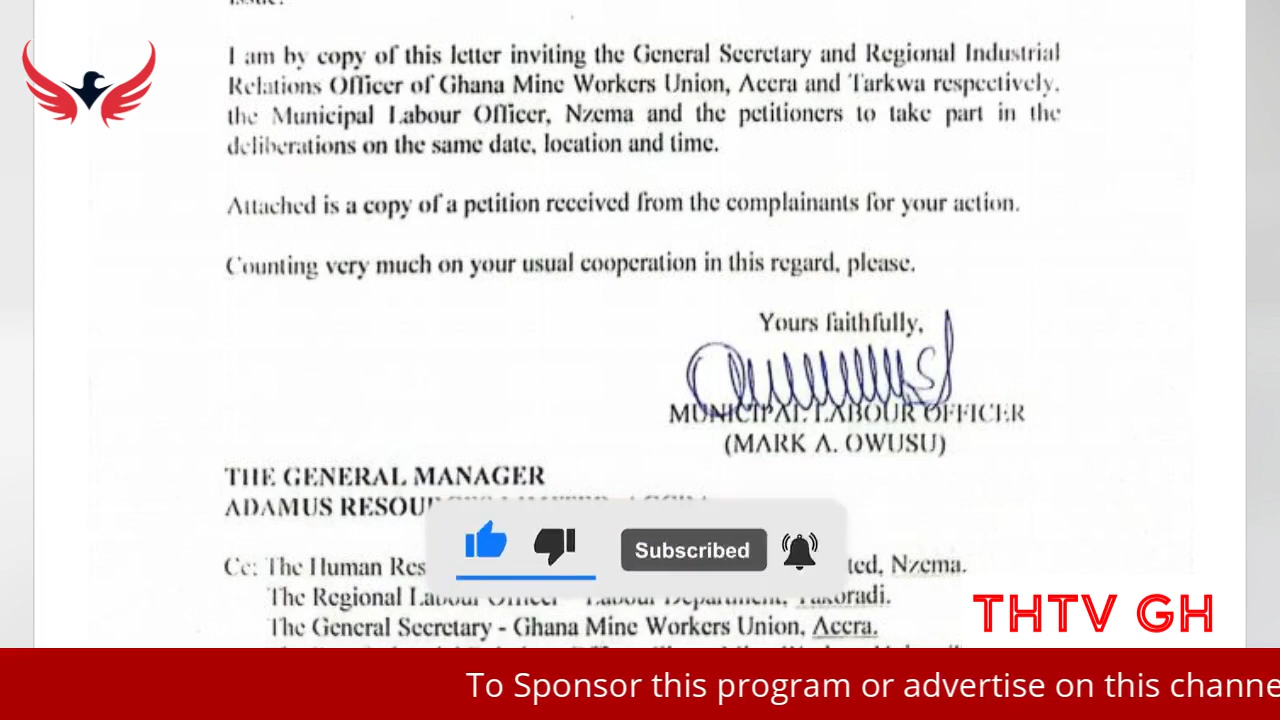 I am by copy of this letter inviting the General Secretary and Regional Industrial
Relations Officer of Ghana Mine Workers Union, Accra and Tarkwa respectively,
the Municipal Labour Officer, Nzema and the petitioners to take part in the
deliberations on the same date, location and time.
Attached is a copy of a petition received from the complainants for your action.
Counting very much on your usual cooperation in this regard, please.
Yours faithfully,
MUNICIPAL LABOUR OFFICER
(MARK A. OWUSU)
THE GENERAL MANAGER
ADAMUS
Subscribed
Cc: The Human Nzema.
The Regional Labour Officer - Labour Department, Takoradi.
The General Secretary - Ghana Mine Workers Union, Accra.
THTV GH
To Sponsor this program or advertise on this